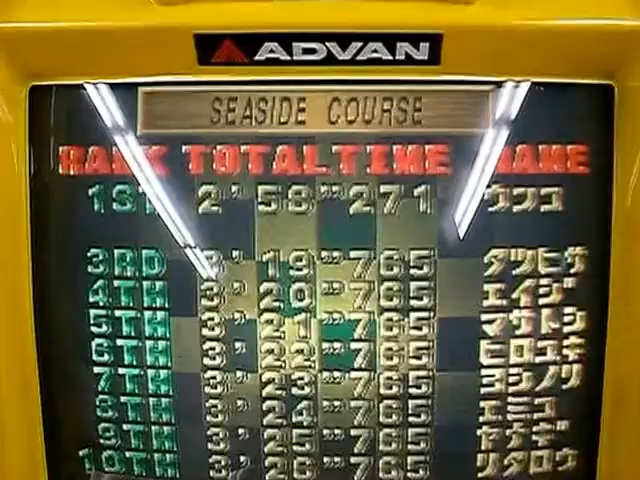 ADVAN
SEASIDE COURSE
RANK TOTAL TIME NAME
1ST 2'58"271 ウンコ
3RD 3'19"765 タツヒサ
4TH 3'20"765 エイジ
5TH 3'21"765 マサトシ
6TH 3'22"765 ヒロユキ
7TH 3'23"765 ヨシノリ
8TH 3'24"765 エミコ
9TH 3'25"765 ヤナギ
10TH 3'26"765 リタロウ